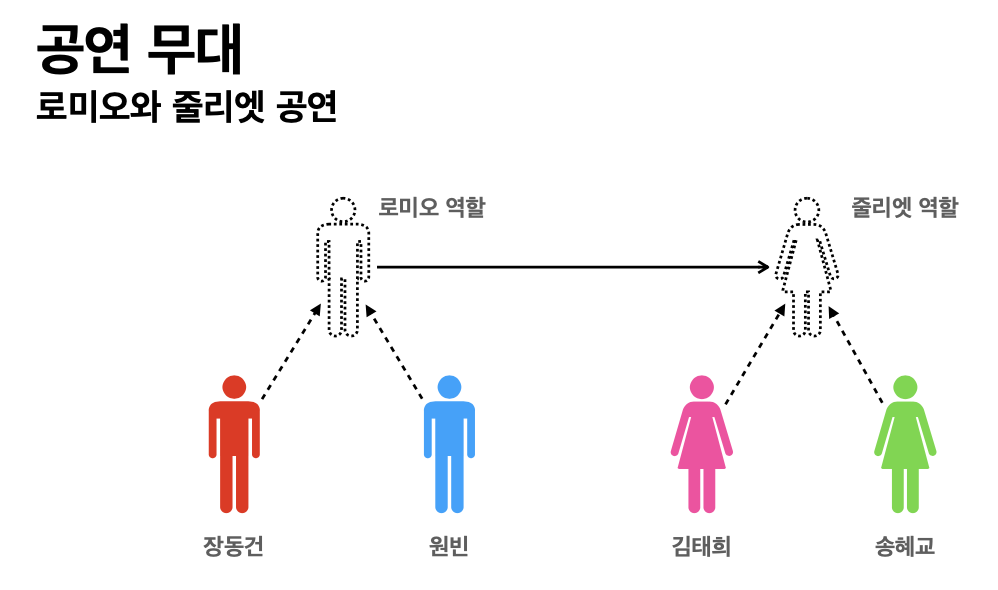 공연 무대
로미오와 줄리엣 공연
로미오 역할
줄리엣 역할
장동건
원빈
김태희
송혜교